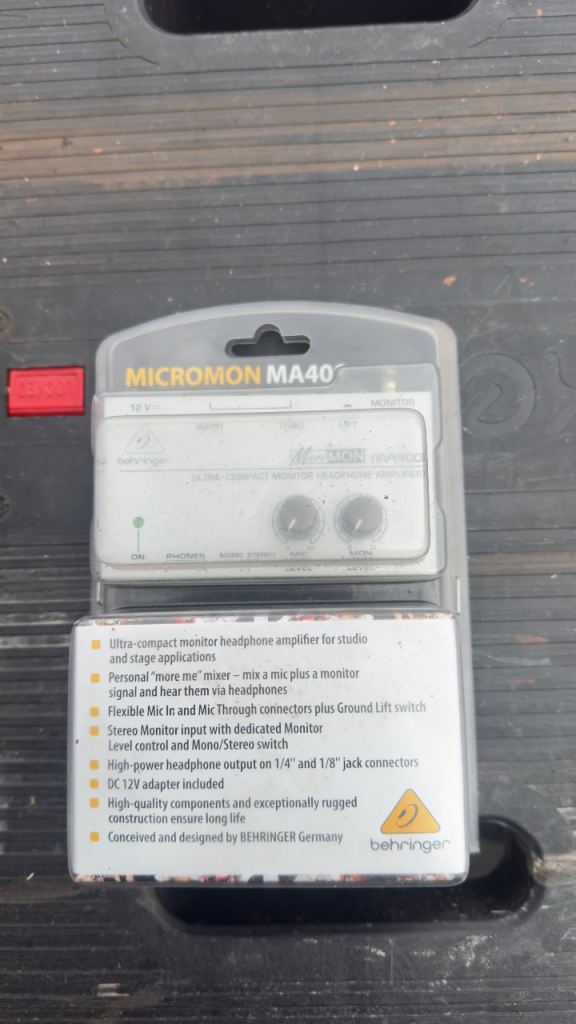 MICROMON MA40
LOCKED
12 V
MONITOR
INPUT
THRU
LIFT
behringer
MicroMON MA400
ULTRA-COMPACT MONITOR HEADPHONE AMPLIFIER
ON
PHONES
MONO STEREO
MIC
MON
LEVEL
LEVEL
Ultra-compact monitor headphone amplifier for studio
and stage applications
Personal "more me" mixer – mix a mic plus a monitor
signal and hear them via headphones
Flexible Mic In and Mic Through connectors plus Ground Lift switch
Stereo Monitor input with dedicated Monitor
Level control and Mono/Stereo switch
High-power headphone output on 1/4" and 1/8" jack connectors
DC 12V adapter included
High-quality components and exceptionally rugged
construction ensure long life
Conceived and designed by BEHRINGER Germany
behringer